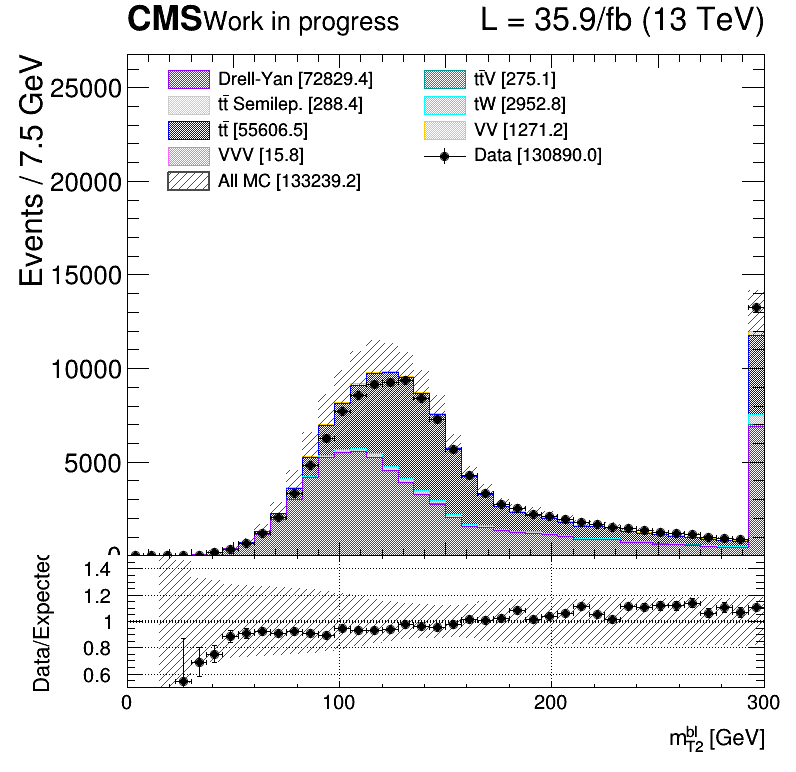 CMS Work in progress L = 35.9/fb (13 TeV)
Events / 7.5 GeV
25000
20000
15000
10000
5000
0
Drell-Yan [72829.4]
tt̄ Semilep. [288.4]
tt̄ [55606.5]
VVV [15.8]
All MC [133239.2]
tt̄V [275.1]
tW [2952.8]
VV [1271.2]
Data [130890.0]
Data/Expected
1.4
1.2
1
0.8
0.6
0 100 200 300
m_{T2}^{bl} [GeV]